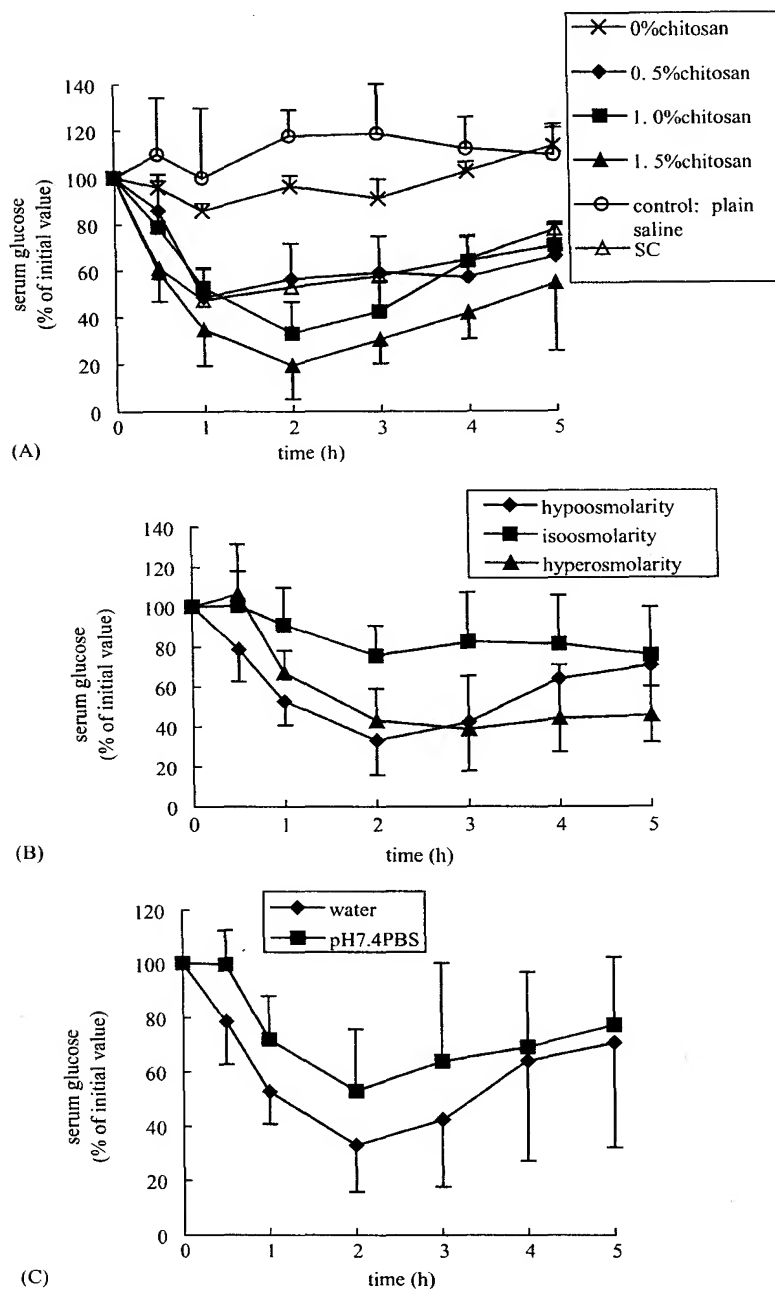 0%chitosan
0. 5%chitosan
1. 0%chitosan
1. 5%chitosan
control: plain
saline
SC
140
120
100
80
60
40
20
0
serum glucose
(% of initial value)
0 1 2 3 4 5
time (h)
(A)
hypoosmolarity
isoosmolarity
hyperosmolarity
140
120
100
80
60
40
20
0
serum glucose
(% of initial value)
0 1 2 3 4 5
time (h)
(B)
water
pH7.4PBS
120
100
80
60
40
20
0
serum glucose
(% of initial value)
0 1 2 3 4 5
time (h)
(C)